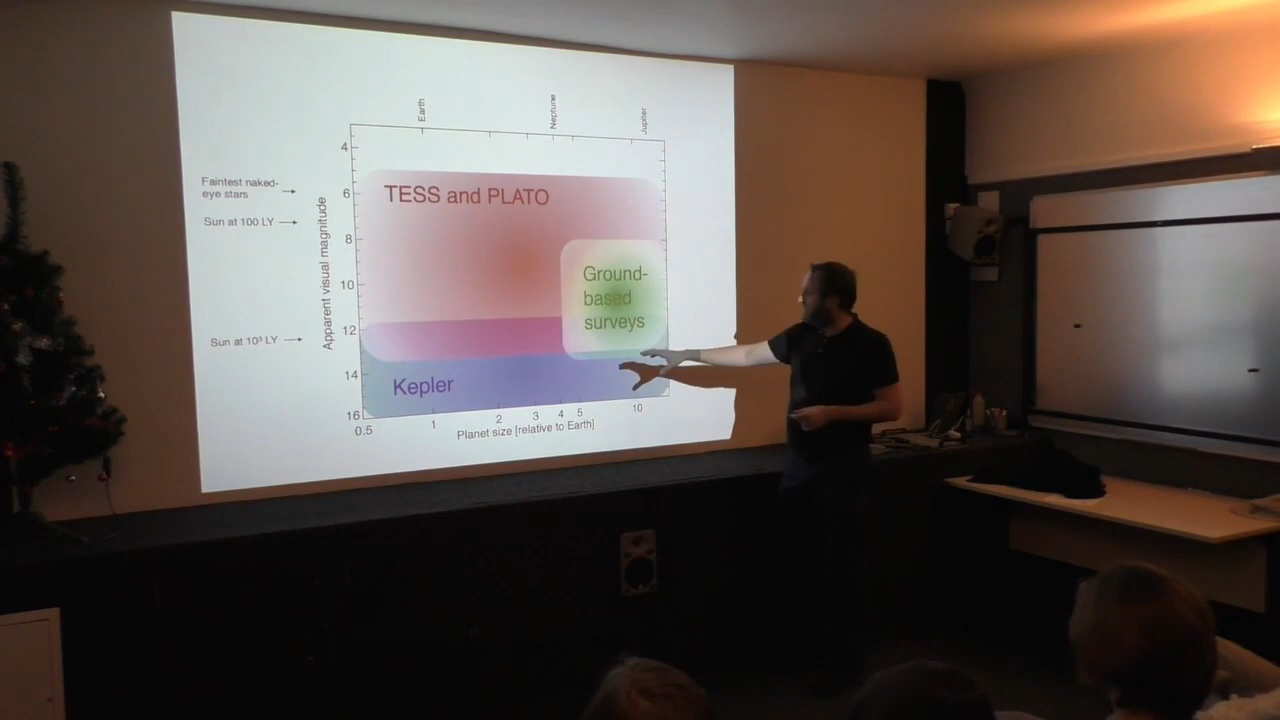 Earth
Neptune
Jupiter
4
6
8
10
12
14
16
Faintest naked-
eye stars
Sun at 100 LY
Sun at 10³ LY
Apparent visual magnitude
TESS and PLATO
Ground-
based
surveys
Kepler
0.5 1 2 3 4 5 10
Planet size [relative to Earth]